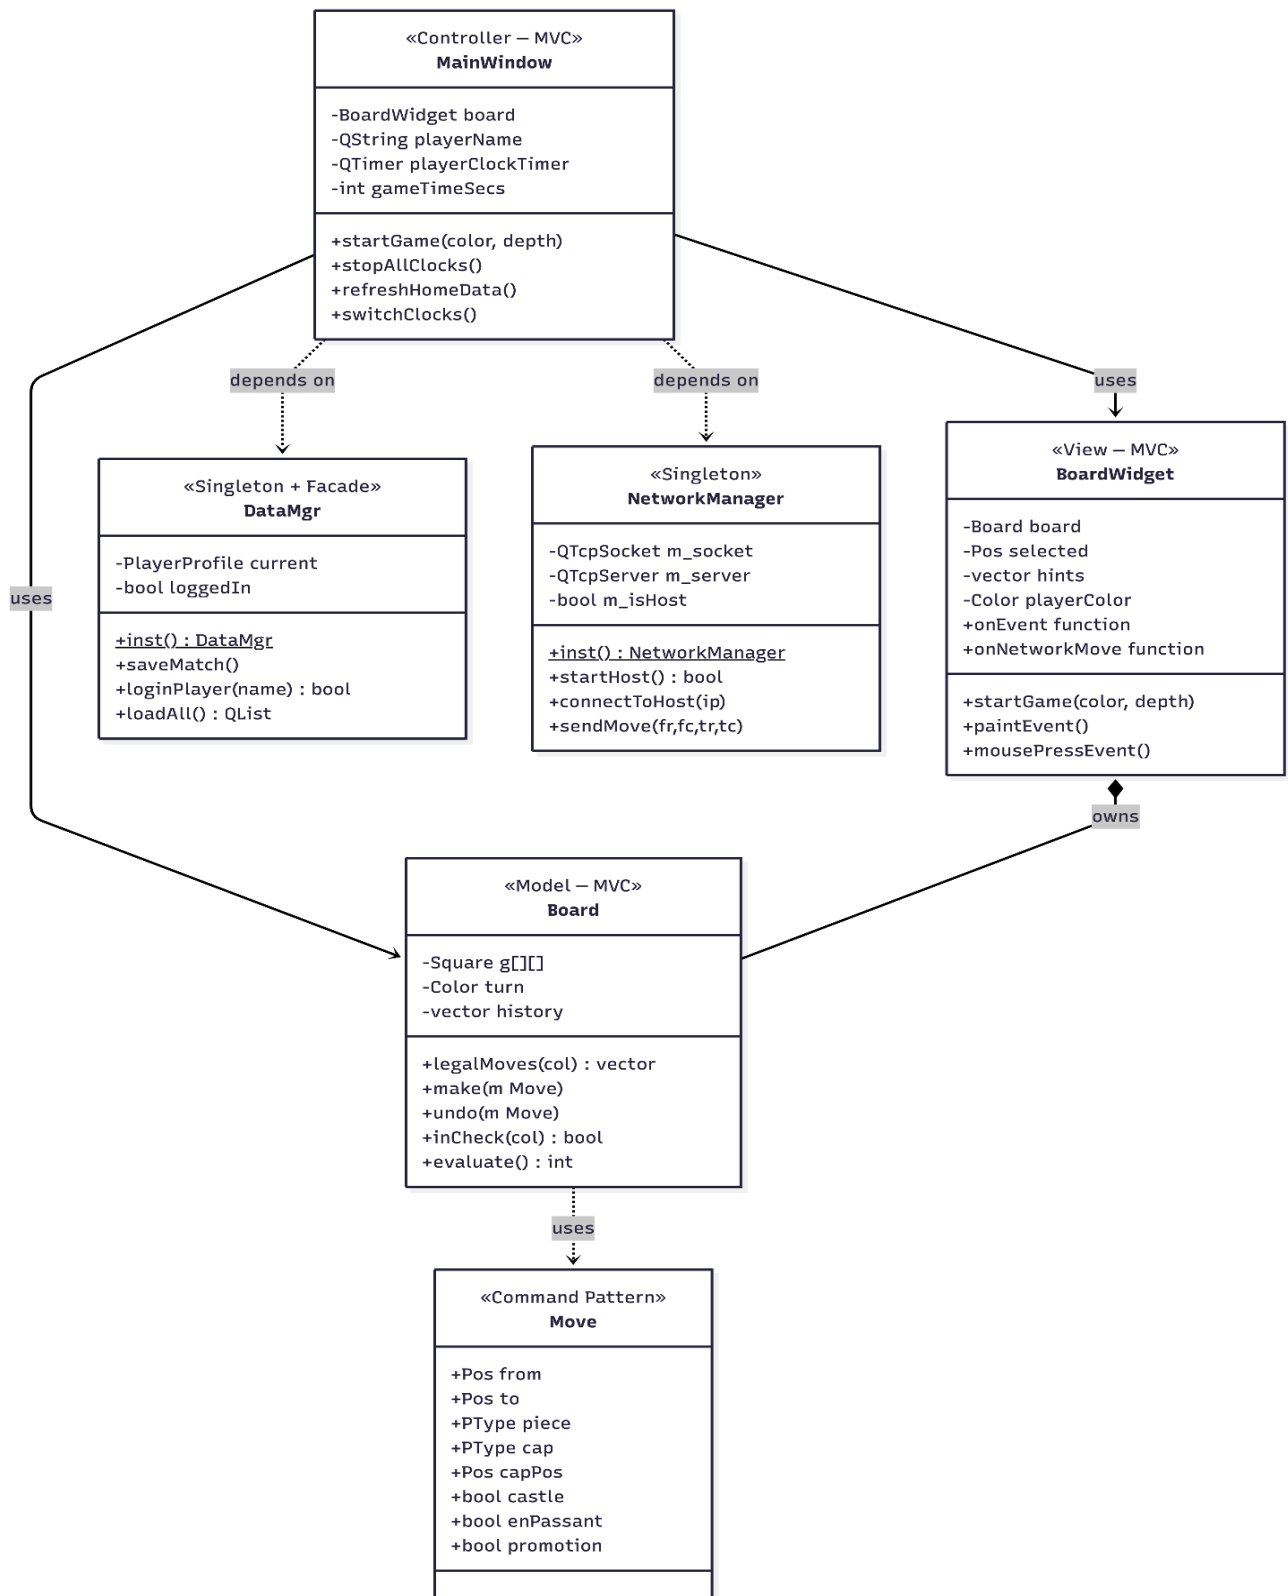 «Controller — MVC»
MainWindow
-BoardWidget board
-QString playerName
-QTimer playerClockTimer
-int gameTimeSecs
+startGame(color, depth)
+stopAllClocks()
+refreshHomeData()
+switchClocks()
depends on
depends on
uses
«Singleton + Facade»
DataMgr
-PlayerProfile current
-bool loggedIn
+inst() : DataMgr
+saveMatch()
+loginPlayer(name) : bool
+loadAll() : QList
«Singleton»
NetworkManager
-QTcpSocket m_socket
-QTcpServer m_server
-bool m_isHost
+inst() : NetworkManager
+startHost() : bool
+connectToHost(ip)
+sendMove(fr,fc,tr,tc)
«View — MVC»
BoardWidget
-Board board
-Pos selected
-vector hints
-Color playerColor
+onEvent function
+onNetworkMove function
+startGame(color, depth)
+paintEvent()
+mousePressEvent()
uses
owns
«Model — MVC»
Board
-Square g[][]
-Color turn
-vector history
+legalMoves(col) : vector
+make(m Move)
+undo(m Move)
+inCheck(col) : bool
+evaluate() : int
uses
«Command Pattern»
Move
+Pos from
+Pos to
+PType piece
+PType cap
+Pos capPos
+bool castle
+bool enPassant
+bool promotion